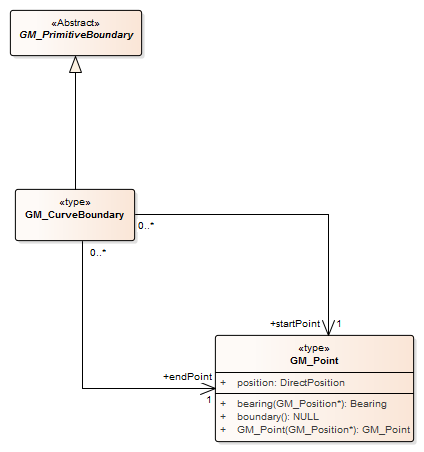 «Abstract»
GM_PrimitiveBoundary
«type»
GM_CurveBoundary
0..*
0..*
+startPoint 1
«type»
GM_Point
+endPoint
1
+ position: DirectPosition
+ bearing(GM_Position*): Bearing
+ boundary(): NULL
+ GM_Point(GM_Position*): GM_Point